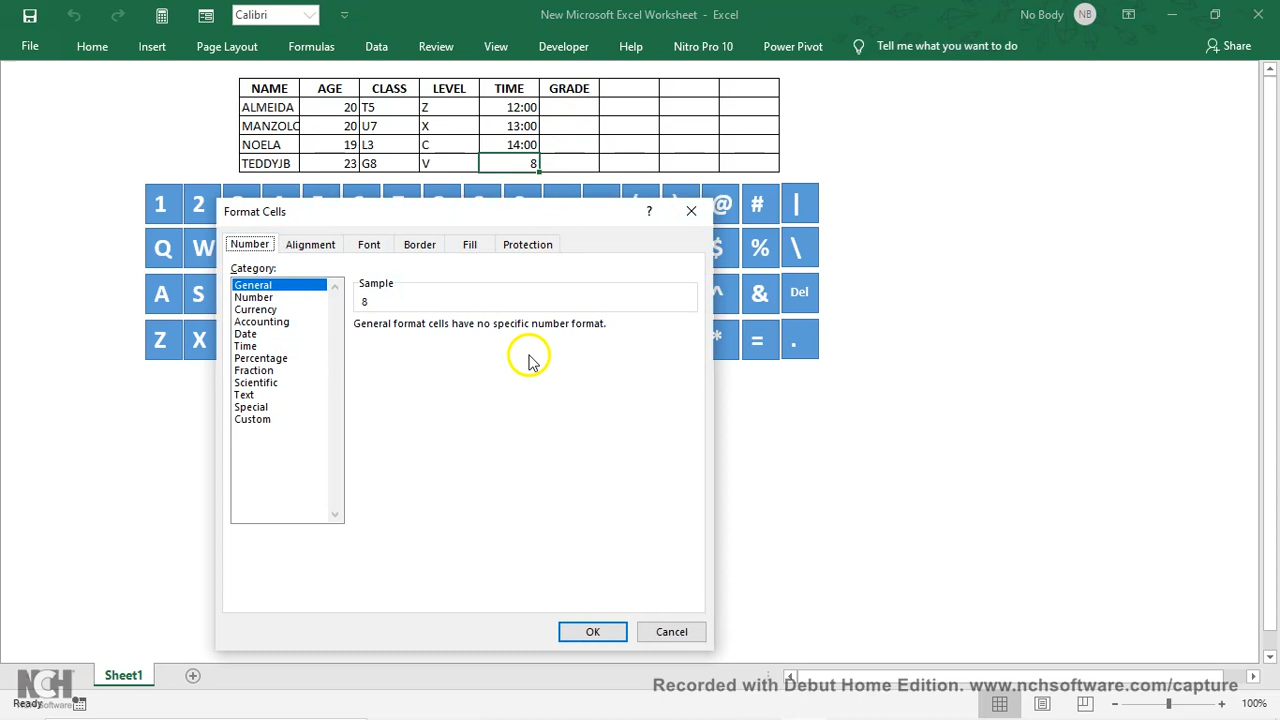 Calibri
New Microsoft Excel Worksheet - Excel
No Body NB
File Home Insert Page Layout Formulas Data Review View Developer Help Nitro Pro 10 Power Pivot Tell me what you want to do Share
NAME AGE CLASS LEVEL TIME GRADE
ALMEIDA 20 T5 Z 12:00
MANZOLO 20 U7 X 13:00
NOELA 19 L3 C 14:00
TEDDYJB 23 G8 V 8
1 2 @ # |
Q W $ % \
A S ^ & Del
Z X * = .
Format Cells ?
Number Alignment Font Border Fill Protection
Category:
General
Number
Currency
Accounting
Date
Time
Percentage
Fraction
Scientific
Text
Special
Custom
Sample
8
General format cells have no specific number format.
OK Cancel
Sheet1
NCH
NCH Software
Ready
Recorded with Debut Home Edition. www.nchsoftware.com/capture
100%